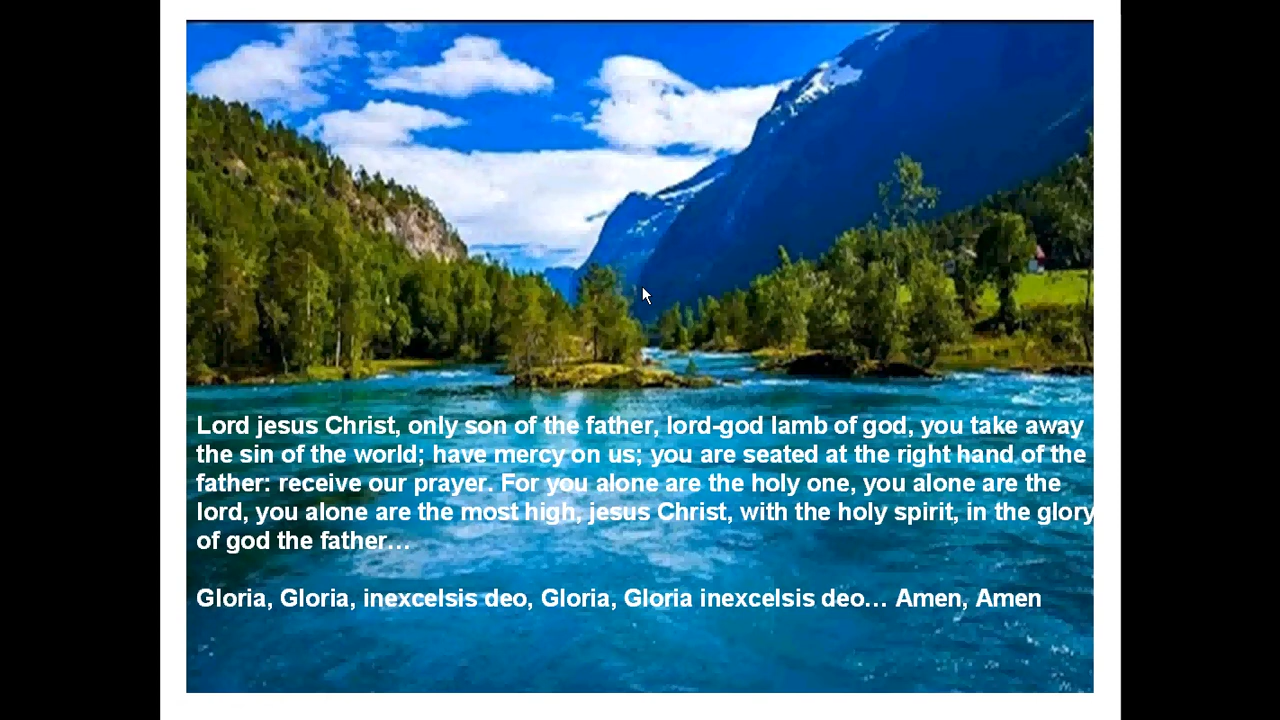 Lord jesus Christ, only son of the father, lord-god lamb of god, you take away
the sin of the world; have mercy on us; you are seated at the right hand of the
father: receive our prayer. For you alone are the holy one, you alone are the
lord, you alone are the most high, jesus Christ, with the holy spirit, in the glory
of god the father…
Gloria, Gloria, inexcelsis deo, Gloria, Gloria inexcelsis deo… Amen, Amen